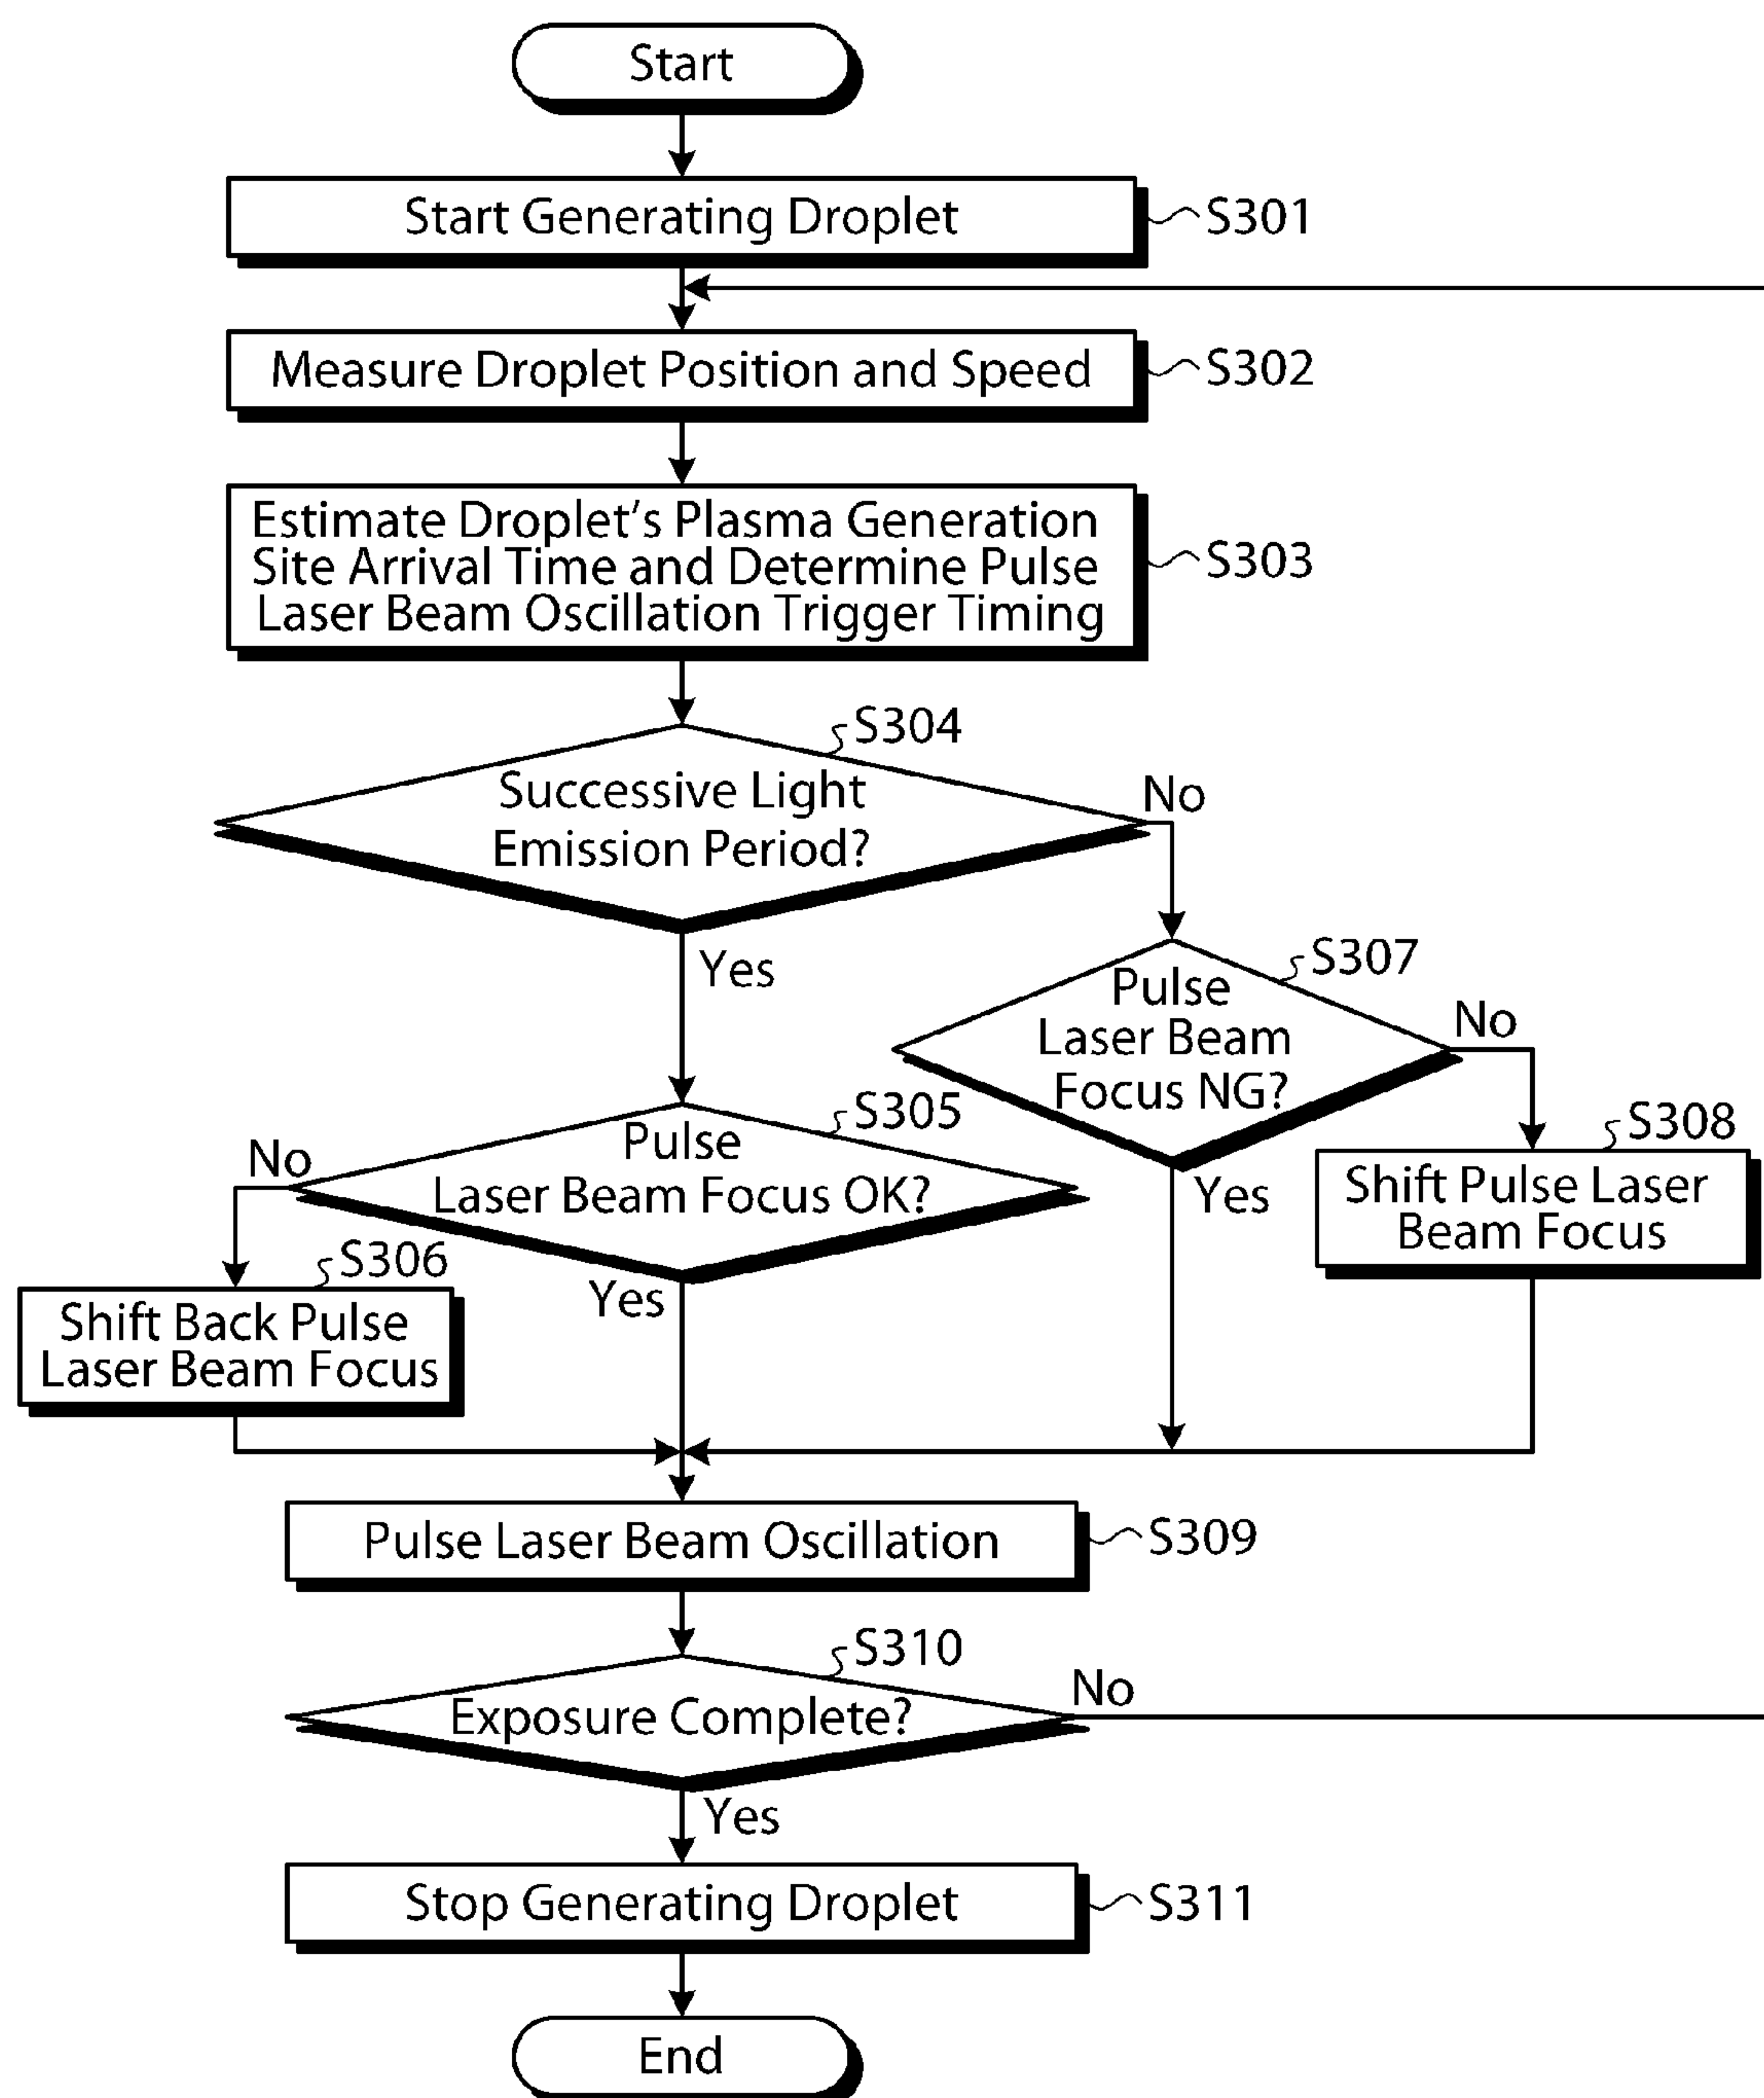 Start
Start Generating Droplet
S301
Measure Droplet Position and Speed
S302
Estimate Droplet's Plasma Generation
Site Arrival Time and Determine Pulse
Laser Beam Oscillation Trigger Timing
S303
S304
Successive Light
Emission Period?
No
Yes
S307
Pulse
Laser Beam
Focus NG?
No
Yes
S305
Pulse
Laser Beam Focus OK?
No
Yes
S308
Shift Pulse Laser
Beam Focus
S306
Shift Back Pulse
Laser Beam Focus
Pulse Laser Beam Oscillation
S309
S310
Exposure Complete?
No
Yes
Stop Generating Droplet
S311
End